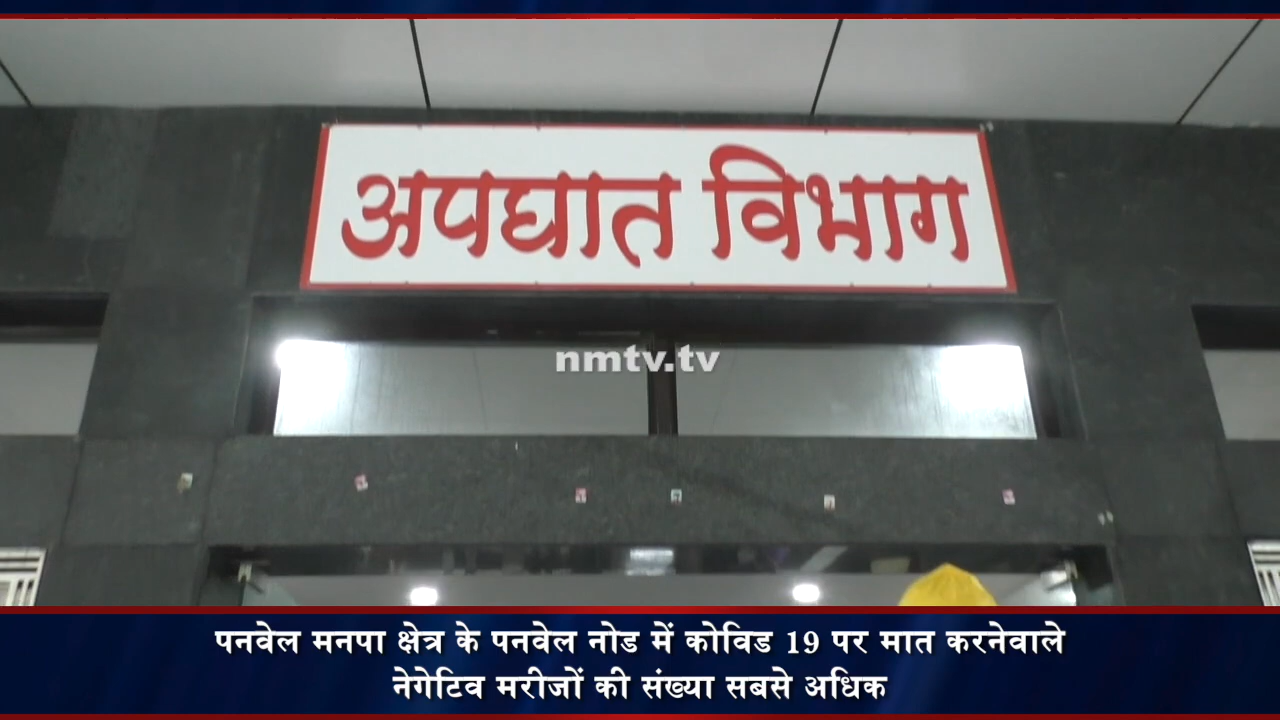 अपघात विभाग
nmtv.tv
पनवेल मनपा क्षेत्र के पनवेल नोड में कोविड 19 पर मात करनेवाले
नेगेटिव मरीजों की संख्या सबसे अधिक